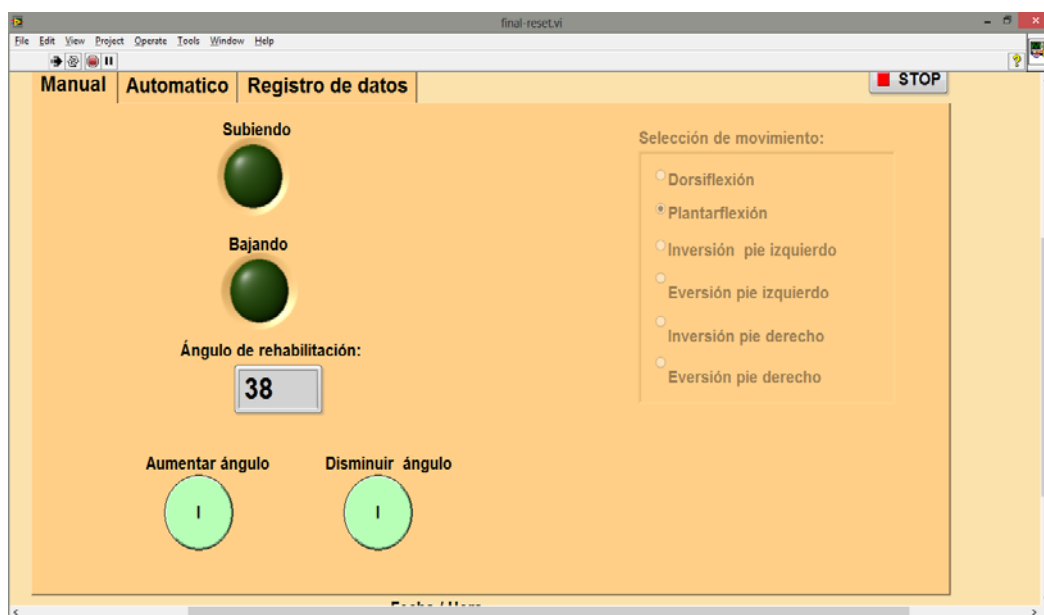 final-reset.vi
File Edit View Project Operate Tools Window Help
Manual Automatico Registro de datos
STOP
Subiendo
Bajando
Ángulo de rehabilitación:
38
Aumentar ángulo Disminuir ángulo
I I
Selección de movimiento:
Dorsiflexión
Plantarflexión
Inversión pie izquierdo
Eversión pie izquierdo
Inversión pie derecho
Eversión pie derecho